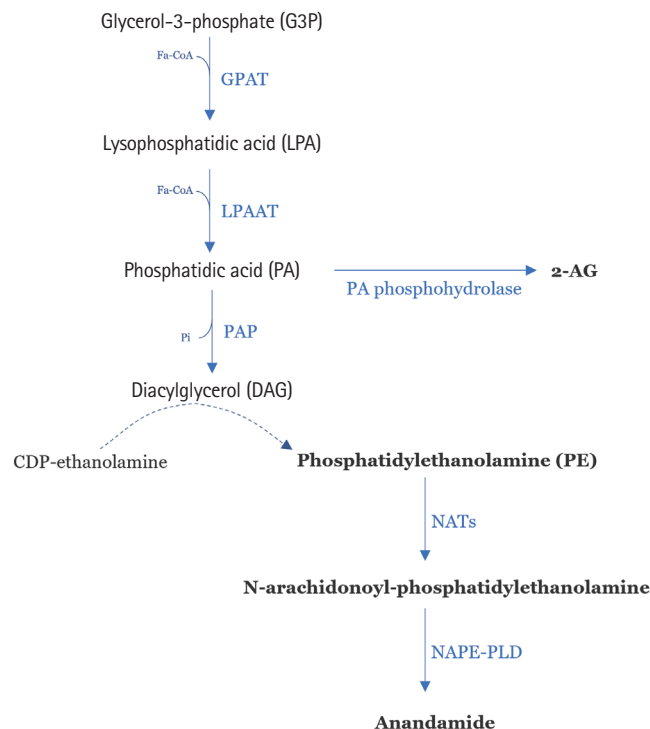 Glycerol-3-phosphate (G3P)
Fa-CoA
GPAT
Lysophosphatidic acid (LPA)
Fa-CoA
LPAAT
Phosphatidic acid (PA)
2-AG
PA phosphohydrolase
Pi
PAP
Diacylglycerol (DAG)
CDP-ethanolamine
Phosphatidylethanolamine (PE)
NATs
N-arachidonoyl-phosphatidylethanolamine
NAPE-PLD
Anandamide